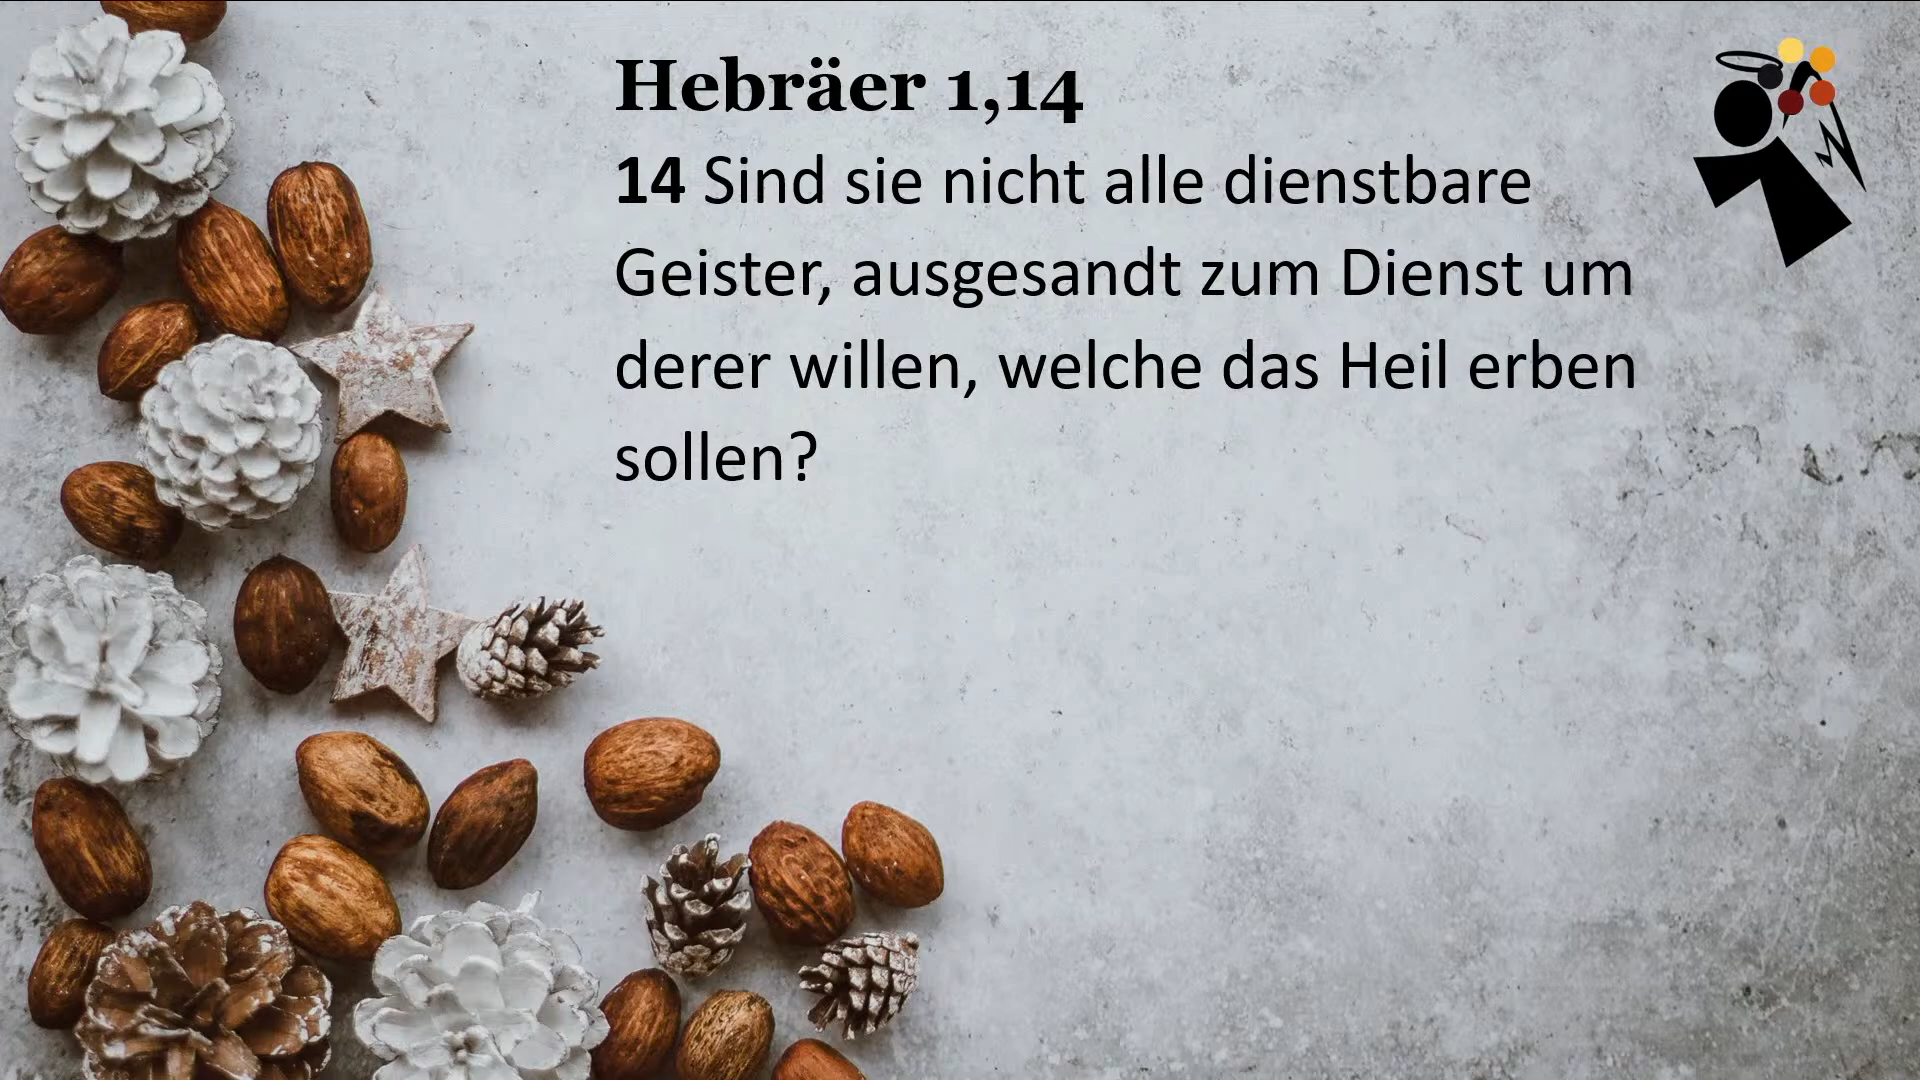 Hebräer 1,14
14 Sind sie nicht alle dienstbare
Geister, ausgesandt zum Dienst um
derer willen, welche das Heil erben
sollen?